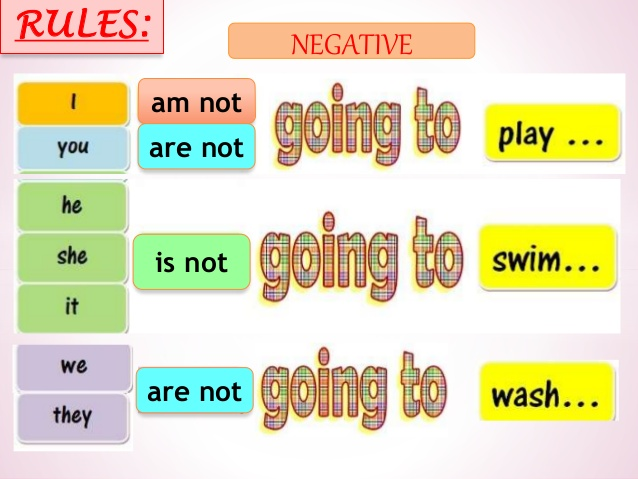 RULES:
NEGATIVE
I am not going to play ...
you are not
he
she is not going to swim...
it
we
they are not going to wash...